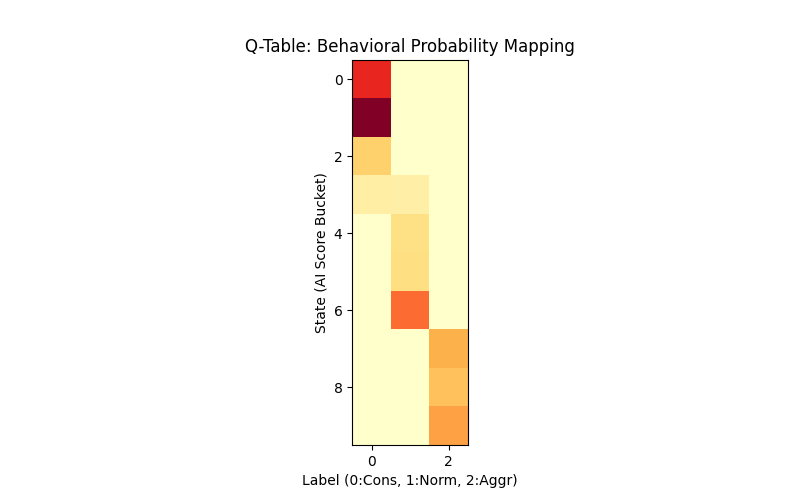 Q-Table: Behavioral Probability Mapping
State (AI Score Bucket)
0
2
4
6
8
0 2
Label (0:Cons, 1:Norm, 2:Aggr)